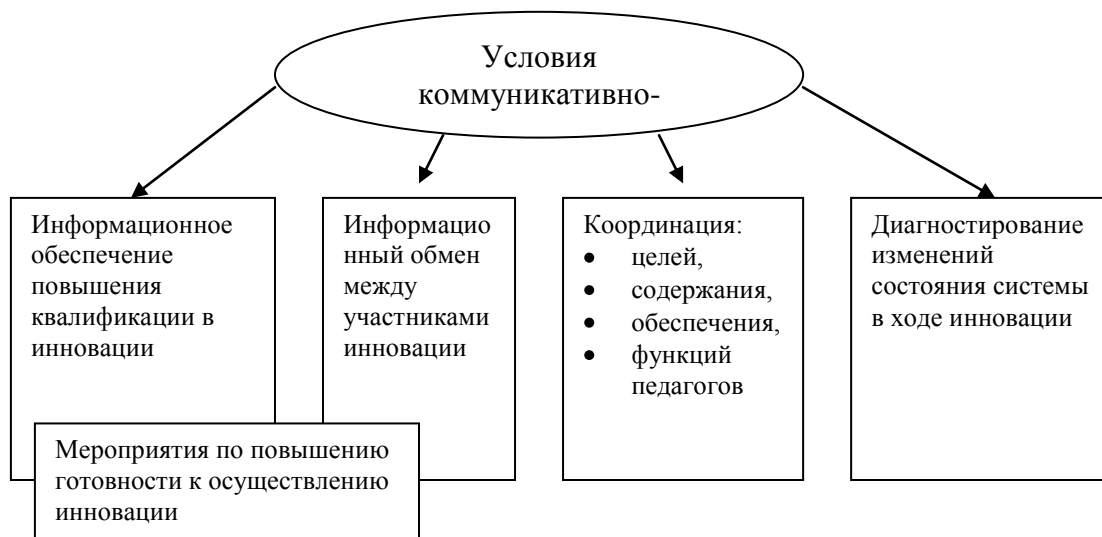 Условия
коммуникативно-
Информационное
обеспечение
повышения
квалификации в
инновации
Информацио
нный обмен
между
участниками
инновации
Координация:
• целей,
• содержания,
• обеспечения,
• функций
педагогов
Диагностирование
изменений
состояния системы
в ходе инновации
Мероприятия по повышению
готовности к осуществлению
инновации